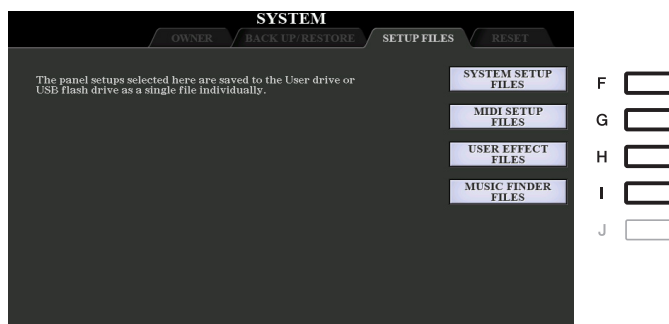 SYSTEM
OWNER
BACK UP/RESTORE
SETUP FILES
RESET
The panel setups selected here are saved to the User drive or
USB flash drive as a single file individually.
SYSTEM SETUP
FILES
MIDI SETUP
FILES
USER EFFECT
FILES
MUSIC FINDER
FILES
F
G
H
I
J